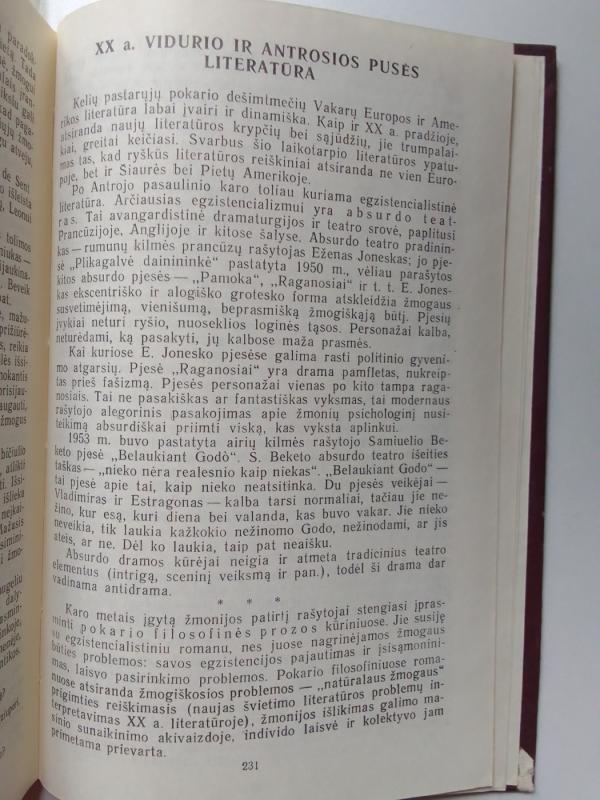 XX a. VIDURIO IR ANTROSIOS PUSĖS
LITERATŪRA
Kelių pastarųjų pokario dešimtmečių Vakarų Europos ir Ame-
rikos literatūra labai įvairi ir dinamiška. Kaip ir XX a. pradžioje,
atsiranda naujų literatūros krypčių bei sąjūdžių, jie trumpalai-
kiai, greitai keičiasi. Svarbus šio laikotarpio literatūros ypatu-
mas tas, kad ryškūs literatūros reiškiniai atsiranda ne vien Euro-
poje, bet ir Šiaurės bei Pietų Amerikoje.
Po Antrojo pasaulinio karo toliau kuriama egzistencialistinė
literatūra. Arčiausias egzistencializmui yra absurdo teat-
ras. Tai avangardistinė dramaturgijos ir teatro srovė, paplitusi
Prancūzijoje, Anglijoje ir kitose šalyse. Absurdo teatro pradinin-
kas — rumunų kilmės prancūzų rašytojas Eženas Joneskas; jo pje-
sė „Plikagalvė dainininkė" pastatyta 1950 m., vėliau parašytos
kitos absurdo pjesės — „Pamoka", „Raganosiai" ir t. t. E. Jones-
kas ekscentriško ir alogiško grotesko forma atskleidžia žmogaus
susvetimėjimą, vienišumą, beprasmišką žmogiškąją būtį. Pjesių
įvykiai neturi ryšio, nuoseklios loginės tąsos. Personažai kalba,
neturėdami, ką pasakyti, jų kalbose maža prasmės.
Kai kuriose E. Jonesko pjesėse galima rasti politinio gyveni-
mo atgarsių. Pjesė „Raganosiai" yra drama pamfletas, nukreip-
tas prieš fašizmą. Pjesės personažai vienas po kito tampa raga-
nosiais. Tai ne pasakiškas ar fantastiškas vyksmas, tai modernaus
rašytojo alegorinis pasakojimas apie žmonių psichologinį nusi-
teikimą absurdiškai priimti viską, kas vyksta aplinkui.
1953 m. buvo pastatyta airių kilmės rašytojo Samiuelio Be-
keto pjesė „Belaukiant Godò". S. Beketo absurdo teatro išeities
taškas — „nieko nėra realesnio kaip niekas". „Belaukiant Godo" —
tai pjesė apie tai, kaip nieko neatsitinka. Du pjesės veikėjai —
Vladimiras ir Estragonas — kalba tarsi normaliai, tačiau jie ne-
žino, kur esą, kuri diena bei valanda, kas buvo vakar. Jie nieko
neveikia, tik laukia kažkokio nežinomo Godo, nežinodami, ar jis
ateis, ar ne. Dėl ko laukia, taip pat neaišku.
Absurdo dramos kūrėjai neigia ir atmeta tradicinius teatro
elementus (intrigą, sceninį veiksmą ir pan.), todėl ši drama dar
vadinama antidrama.
* * *
Karo metais įgytą žmonijos patirtį rašytojai stengiasi įpras-
minti pokario filosofinės prozos kūriniuose. Jie susiję
su egzistencialistiniu romanu, nes juose nagrinėjamos žmogaus
būties problemos: savos egzistencijos pajautimas ir įsisąmonini-
mas, laisvo pasirinkimo problemos. Pokario filosofiniuose roma-
nuose atsiranda žmogiškosios problemos — „natūralaus žmogaus"
prigimties reiškimasis (naujas švietimo literatūros problemų in-
terpretavimas XX a. literatūroje), žmonijos išlikimas galimo ma-
sinio sunaikinimo akivaizdoje, individo laisvė ir kolektyvo jam
primetama prievarta.
231